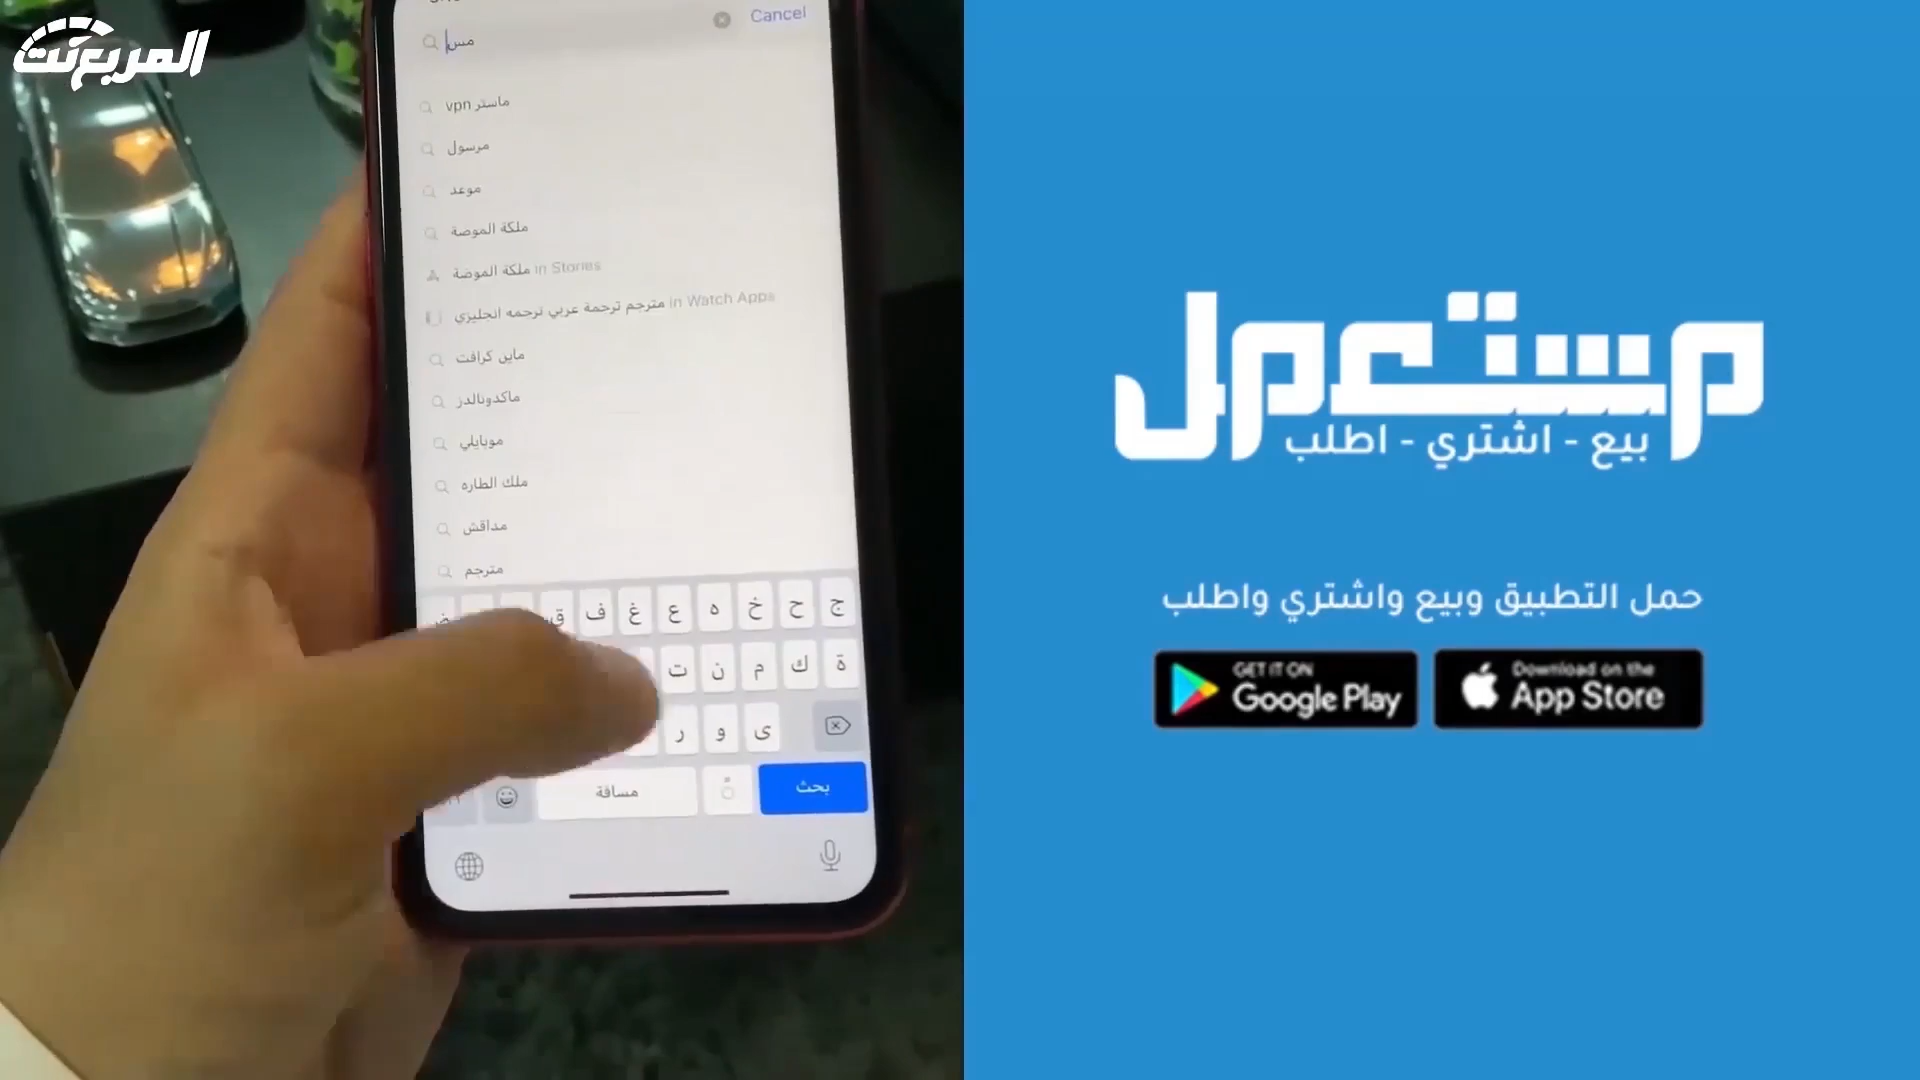 المربع نت
Cancel
مس
ماستر vpn
مرسول
موعد
ملكة الموضة
ملكة الموضة in Stories
مترجم ترجمة عربي ترجمه انجليزي in Watch Apps
ماين كرافت
ماكدونالدز
موبايلي
ملك الطاره
مداقش
مترجم
ق ف غ ع ه خ ح ج
ت ن م ك ة
ر و ى
مسافة
بحث
مستعمل
بيع - اشتري - اطلب
حمل التطبيق وبيع واشتري واطلب
GET IT ON
Google Play
Download on the
App Store